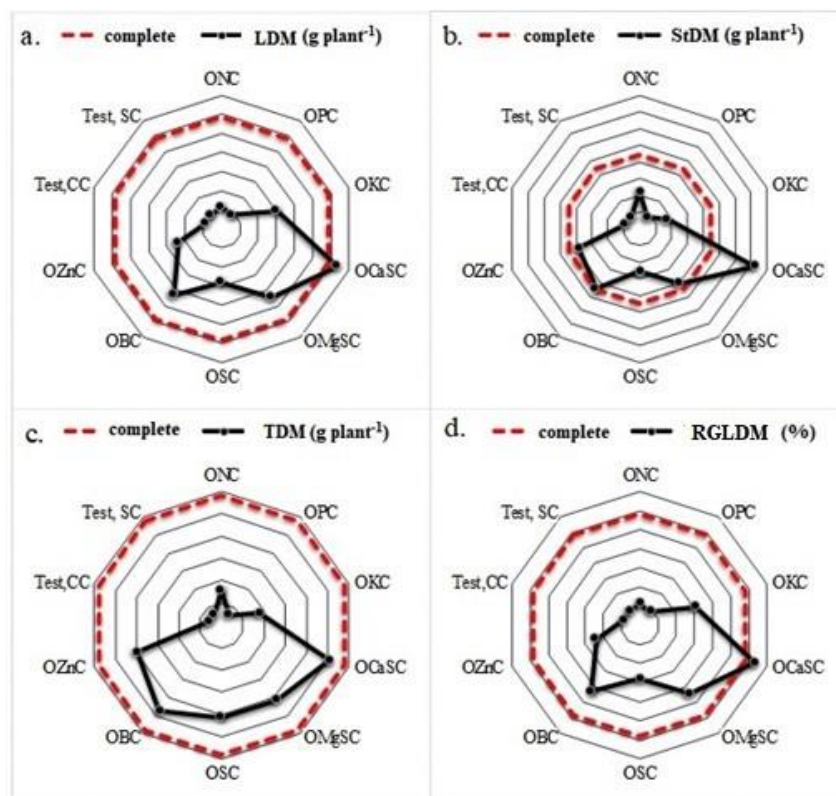 a. complete LDM (g plant-1)
ONC
Test, SC OPC
Test,CC OKC
OZnC OCaSC
OBC OMgSC
OSC
b. complete StDM (g plant-1)
ONC
Test, SC OPC
Test,CC OKC
OZnC OCaSC
OBC OMgSC
OSC
c. complete TDM (g plant-1)
ONC
Test, SC OPC
Test,CC OKC
OZnC OCaSC
OBC OMgSC
OSC
d. complete RGLDM (%)
ONC
Test, SC OPC
Test,CC OKC
OZnC OCaSC
OBC OMgSC
OSC